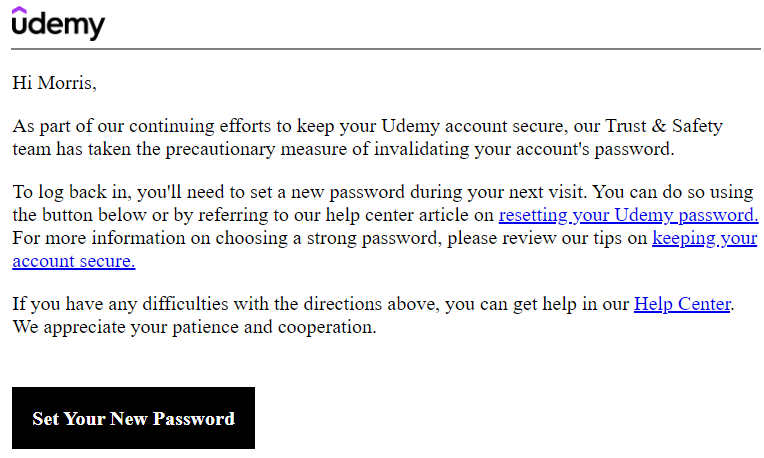 udemy
Hi Morris,
As part of our continuing efforts to keep your Udemy account secure, our Trust & Safety
team has taken the precautionary measure of invalidating your account's password.
To log back in, you'll need to set a new password during your next visit. You can do so using
the button below or by referring to our help center article on resetting your Udemy password.
For more information on choosing a strong password, please review our tips on keeping your
account secure.
If you have any difficulties with the directions above, you can get help in our Help Center.
We appreciate your patience and cooperation.
Set Your New Password